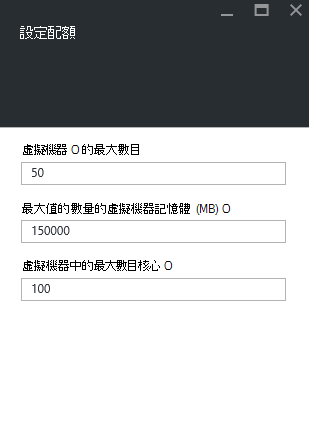 設定配額
虛擬機器 O 的最大數目
50
最大值的數量的虛擬機器記憶體 (MB) O
150000
虛擬機器中的最大數目核心 O
100